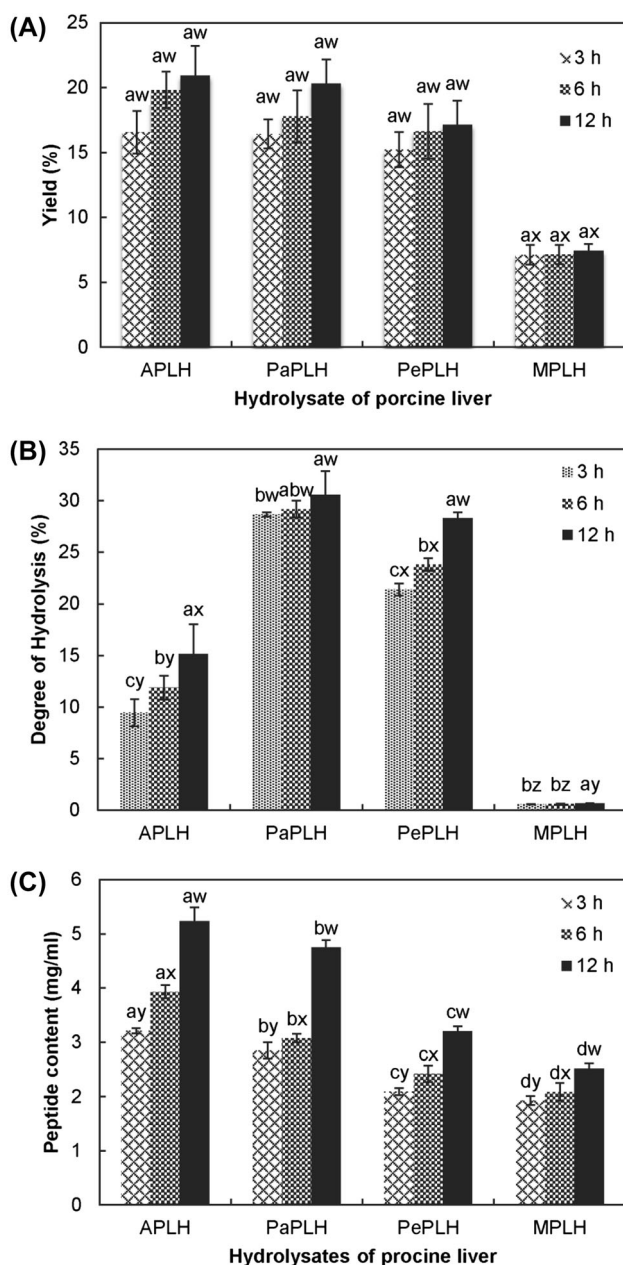 (A)
Yield (%)
25
20
15
10
5
0
aw aw aw
aw aw aw
aw aw aw
ax ax ax
3 h
6 h
12 h
APLH PaPLH PePLH MPLH
Hydrolysate of porcine liver
(B)
Degree of Hydrolysis (%)
35
30
25
20
15
10
5
0
cy by ax
bw abw aw
cx bx aw
bz bz ay
3 h
6 h
12 h
APLH PaPLH PePLH MPLH
(C)
Peptide content (mg/ml)
6
5
4
3
2
1
0
ay ax aw
by bx bw
cy cx cw
dy dx dw
3 h
6 h
12 h
APLH PaPLH PePLH MPLH
Hydrolysates of procine liver